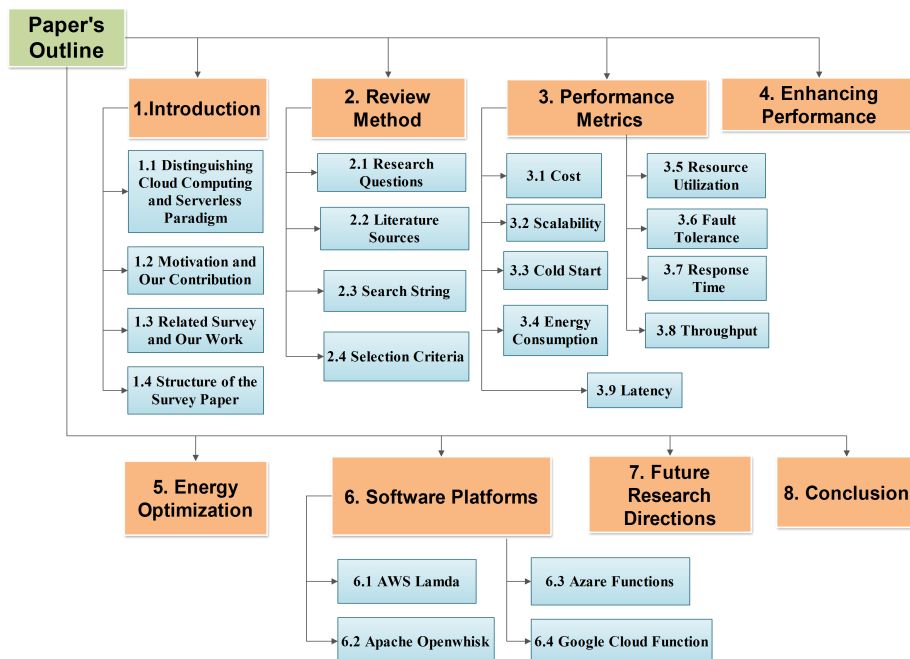 Paper's
Outline
1.Introduction
1.1 Distinguishing
Cloud Computing
and Serverless
Paradigm
1.2 Motivation and
Our Contribution
1.3 Related Survey
and Our Work
1.4 Structure of the
Survey Paper
2. Review
Method
2.1 Research
Questions
2.2 Literature
Sources
2.3 Search String
2.4 Selection Criteria
3. Performance
Metrics
3.1 Cost
3.2 Scalability
3.3 Cold Start
3.4 Energy
Consumption
3.5 Resource
Utilization
3.6 Fault
Tolerance
3.7 Response
Time
3.8 Throughput
3.9 Latency
4. Enhancing
Performance
5. Energy
Optimization
6. Software Platforms
6.1 AWS Lamda
6.2 Apache Openwhisk
6.3 Azare Functions
6.4 Google Cloud Function
7. Future
Research
Directions
8. Conclusion